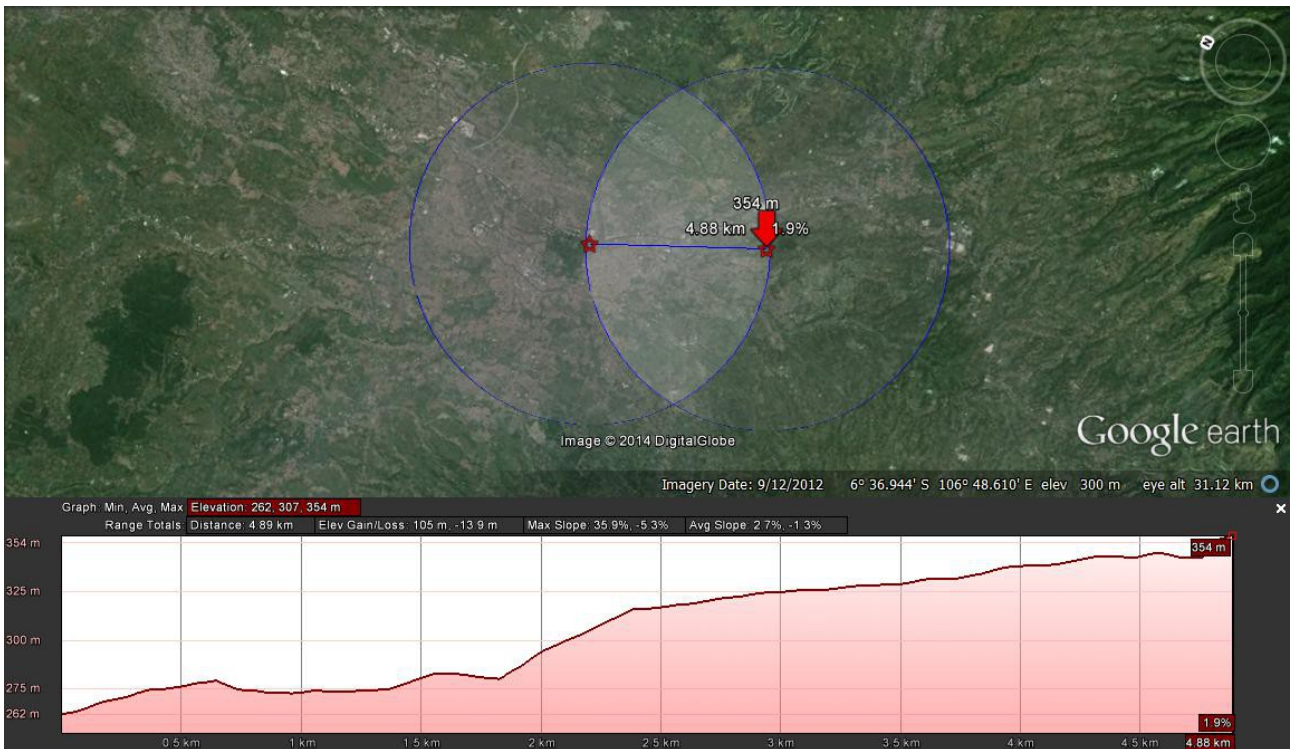 N
354 m
4.88 km 1.9%
Image © 2014 DigitalGlobe
Google earth
Imagery Date: 9/12/2012 6° 36.944' S 106° 48.610' E elev 300 m eye alt 31.12 km
Graph: Min, Avg, Max Elevation: 262, 307, 354 m
Range Totals: Distance: 4.89 km Elev Gain/Loss: 105 m, -13.9 m Max Slope: 35.9%, -5.3% Avg Slope: 2.7%, -1.3%
354 m 354 m
325 m
300 m
275 m
262 m
1.9%
0.5 km 1 km 1.5 km 2 km 2.5 km 3 km 3.5 km 4 km 4.5 km 4.88 km